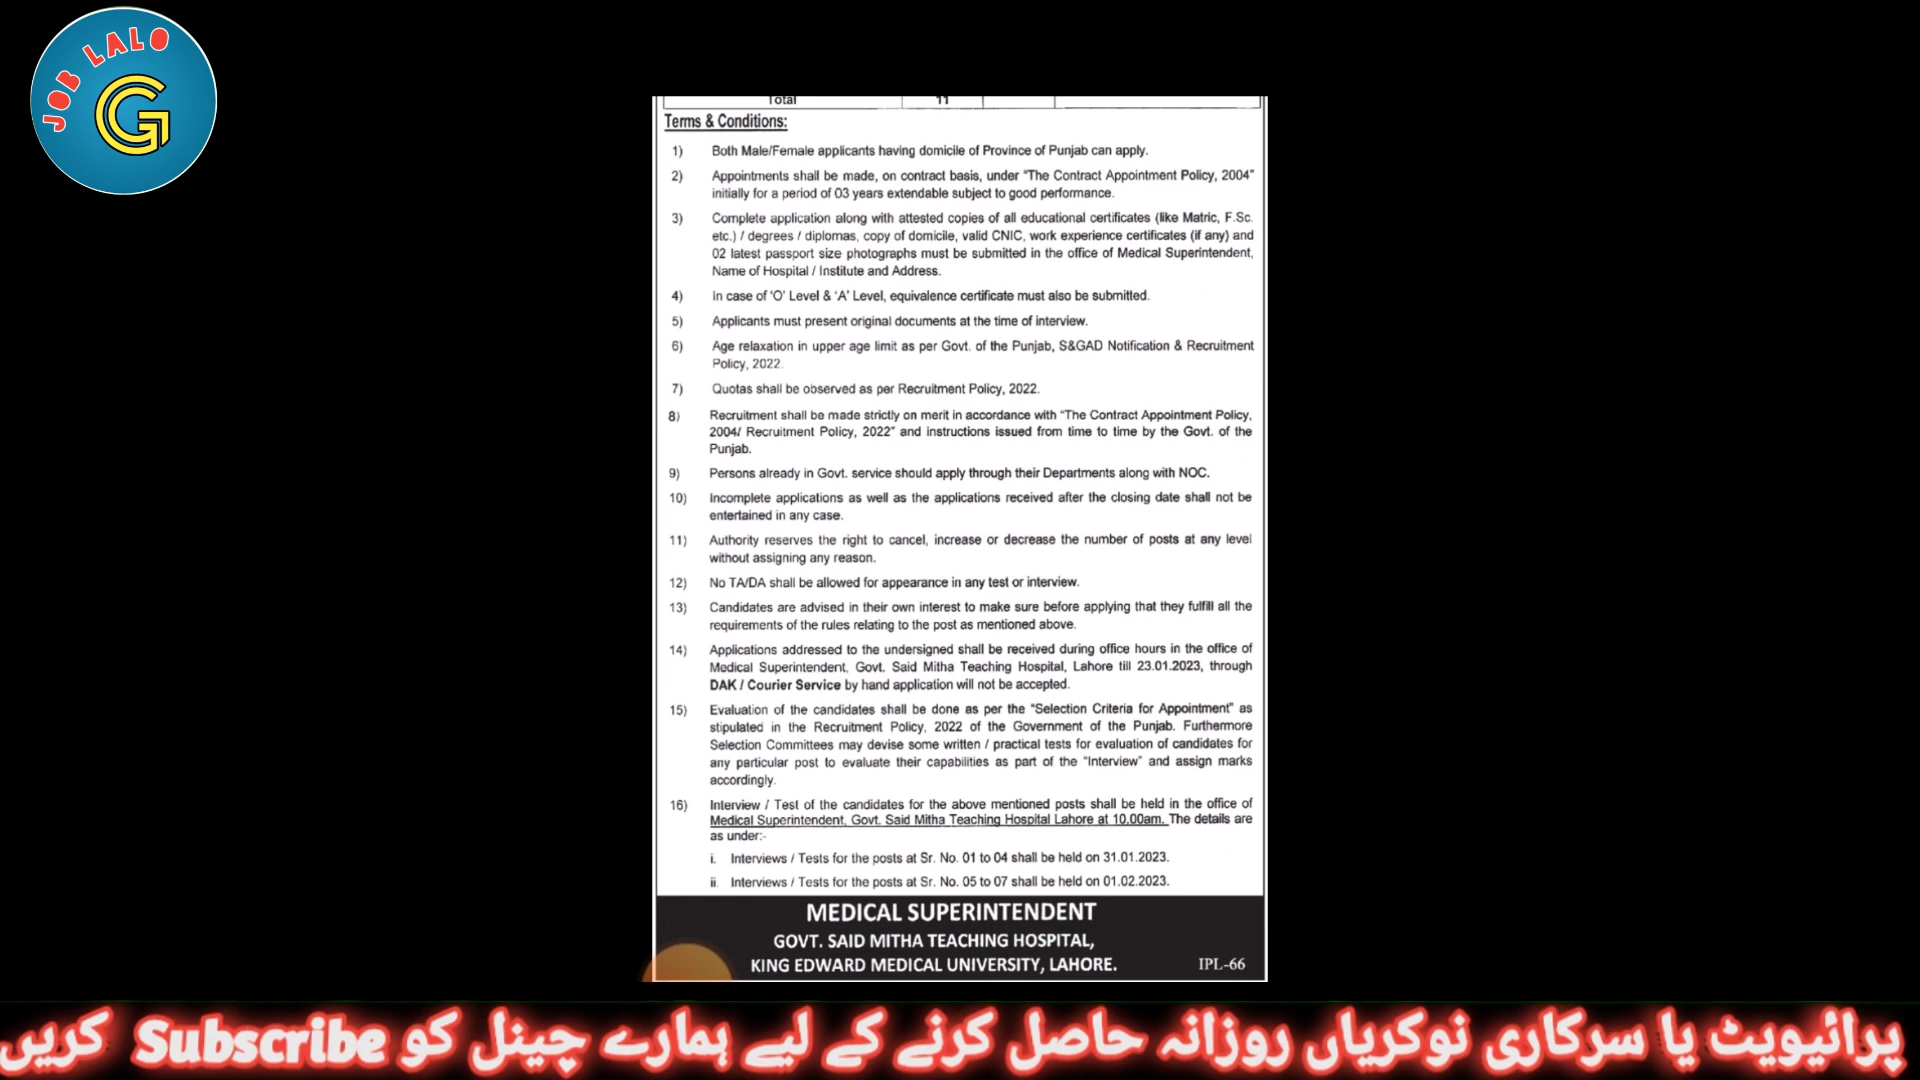 JOB LALO
G
Total 11
Terms & Conditions:
1) Both Male/Female applicants having domicile of Province of Punjab can apply.
2) Appointments shall be made, on contract basis, under "The Contract Appointment Policy, 2004"
initially for a period of 03 years extendable subject to good performance.
3) Complete application along with attested copies of all educational certificates (like Matric, F.Sc.
etc.) / degrees / diplomas, copy of domicile, valid CNIC, work experience certificates (if any) and
02 latest passport size photographs must be submitted in the office of Medical Superintendent,
Name of Hospital / Institute and Address.
4) In case of 'O' Level & 'A' Level, equivalence certificate must also be submitted.
5) Applicants must present original documents at the time of interview.
6) Age relaxation in upper age limit as per Govt. of the Punjab, S&GAD Notification & Recruitment
Policy, 2022.
7) Quotas shall be observed as per Recruitment Policy, 2022.
8) Recruitment shall be made strictly on merit in accordance with "The Contract Appointment Policy,
2004/ Recruitment Policy, 2022" and instructions issued from time to time by the Govt. of the
Punjab.
9) Persons already in Govt. service should apply through their Departments along with NOC.
10) Incomplete applications as well as the applications received after the closing date shall not be
entertained in any case.
11) Authority reserves the right to cancel, increase or decrease the number of posts at any level
without assigning any reason.
12) No TA/DA shall be allowed for appearance in any test or interview.
13) Candidates are advised in their own interest to make sure before applying that they fulfill all the
requirements of the rules relating to the post as mentioned above.
14) Applications addressed to the undersigned shall be received during office hours in the office of
Medical Superintendent, Govt. Said Mitha Teaching Hospital, Lahore till 23.01.2023, through
DAK / Courier Service by hand application will not be accepted.
15) Evaluation of the candidates shall be done as per the "Selection Criteria for Appointment" as
stipulated in the Recruitment Policy, 2022 of the Government of the Punjab. Furthermore
Selection Committees may devise some written / practical tests for evaluation of candidates for
any particular post to evaluate their capabilities as part of the "Interview" and assign marks
accordingly.
16) Interview / Test of the candidates for the above mentioned posts shall be held in the office of
Medical Superintendent, Govt. Said Mitha Teaching Hospital Lahore at 10.00am. The details are
as under:-
i. Interviews / Tests for the posts at Sr. No. 01 to 04 shall be held on 31.01.2023.
ii. Interviews / Tests for the posts at Sr. No. 05 to 07 shall be held on 01.02.2023.
MEDICAL SUPERINTENDENT
GOVT. SAID MITHA TEACHING HOSPITAL,
KING EDWARD MEDICAL UNIVERSITY, LAHORE.
IPL-66
پرائیویٹ یا سرکاری نوکریاں روزانہ حاصل کرنے کے لیے ہمارے چینل کو Subscribe کریں